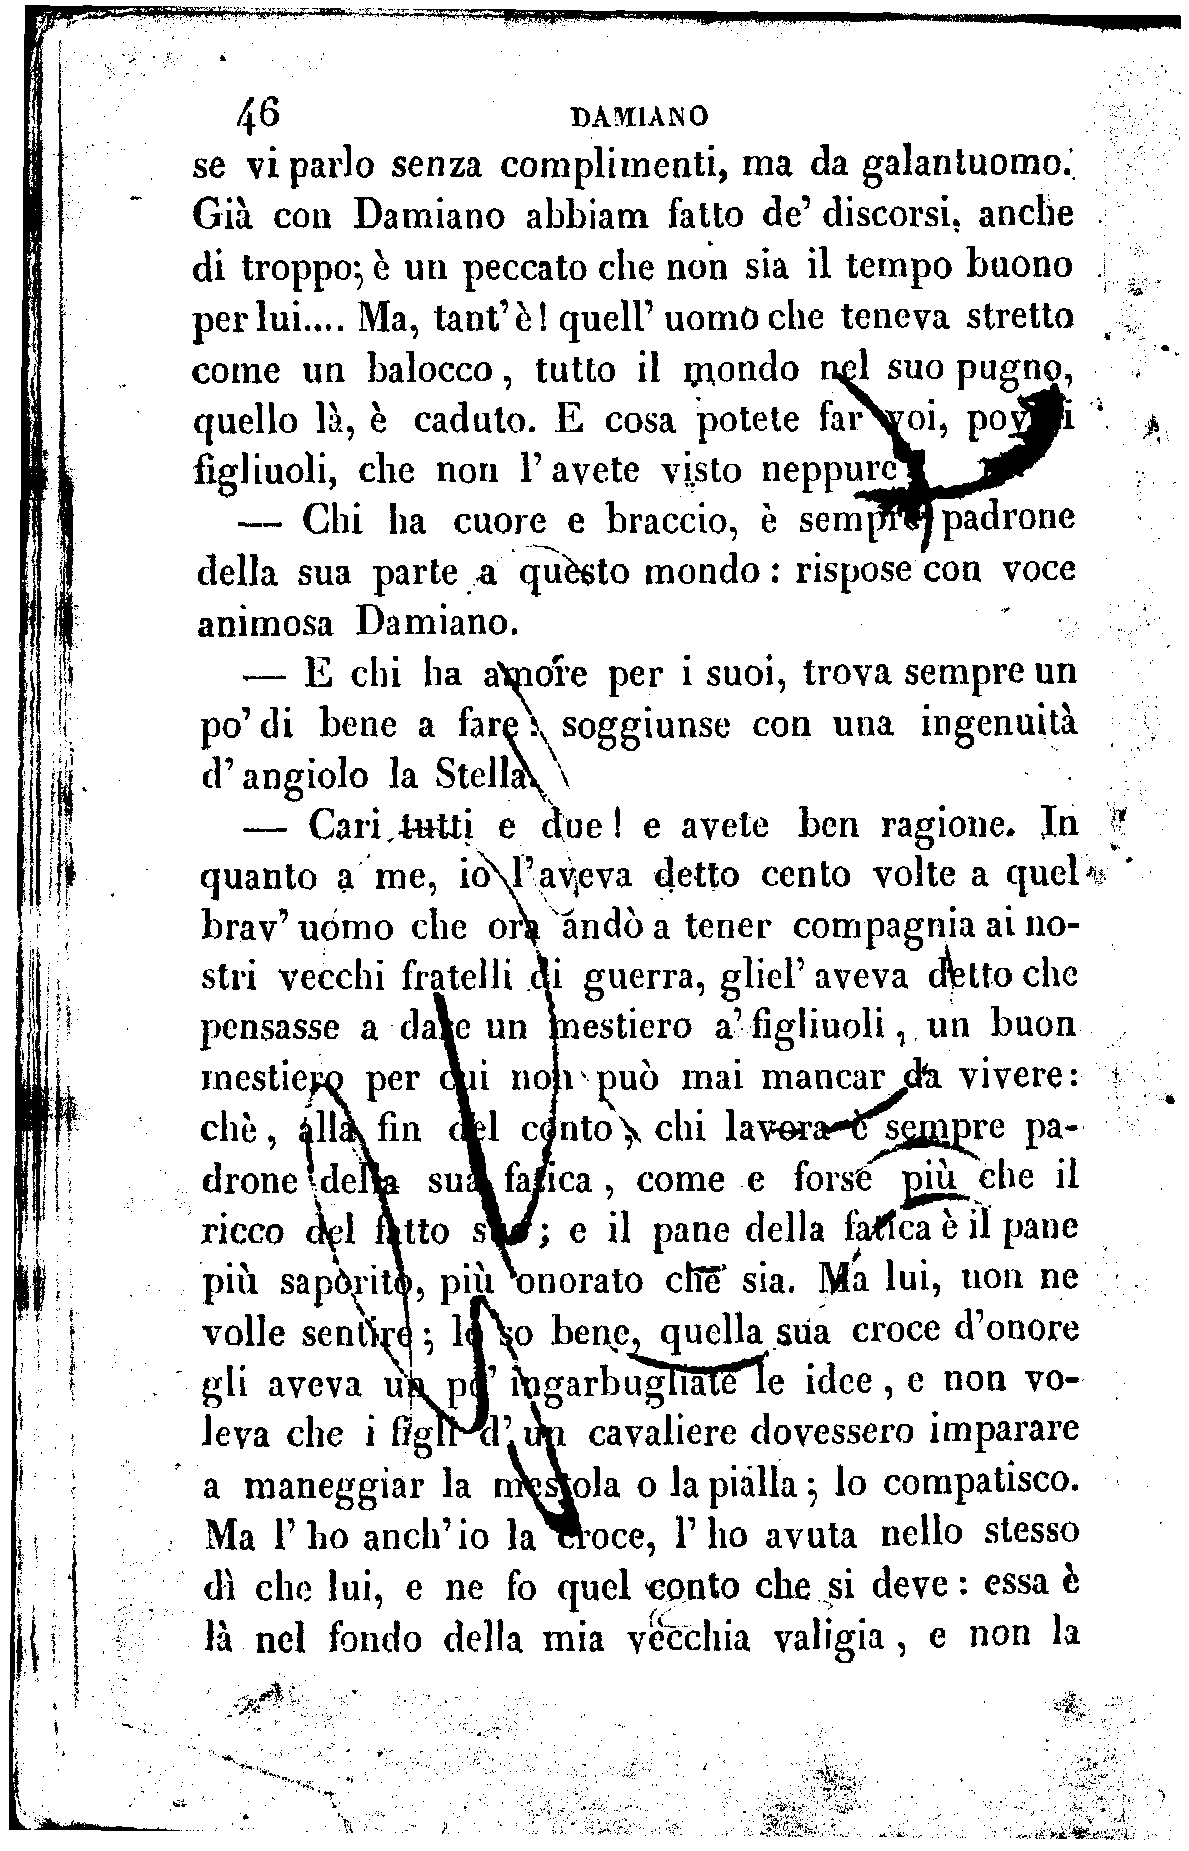 46 DAMIANO
se vi parlo senza complimenti, ma da galantuomo.
Già con Damiano abbiam fatto de' discorsi, anche
di troppo; è un peccato che non sia il tempo buono
per lui.... Ma, tant'è! quell' uomo che teneva stretto
come un balocco, tutto il mondo nel suo pugno,
quello là, è caduto. E cosa potete far voi, poveri
figliuoli, che non l' avete visto neppure
— Chi ha cuore e braccio, è sempre padrone
della sua parte a questo mondo: rispose con voce
animosa Damiano.
— E chi ha amore per i suoi, trova sempre un
po' di bene a fare: soggiunse con una ingenuità
d' angiolo la Stella.
— Cari tutti e due! e avete ben ragione. In
quanto a me, io l'aveva detto cento volte a quel
brav' uomo che ora andò a tener compagnia ai no-
stri vecchi fratelli di guerra, gliel' aveva detto che
pensasse a dare un mestiero a' figliuoli, un buon
mestiero per cui non può mai mancar da vivere:
chè, alla fin del conto, chi lavora è sempre pa-
drone della sua fatica, come e forse più che il
ricco del fatto suo; e il pane della fatica è il pane
più saporito, più onorato che sia. Ma lui, non ne
volle sentire; lo so bene, quella sua croce d'onore
gli aveva un po' ingarbugliate le idee, e non vo-
leva che i figli d' un cavaliere dovessero imparare
a maneggiar la mestola o la pialla; lo compatisco.
Ma l' ho anch' io la croce, l' ho avuta nello stesso
dì che lui, e ne fo quel conto che si deve: essa è
là nel fondo della mia vecchia valigia, e non la